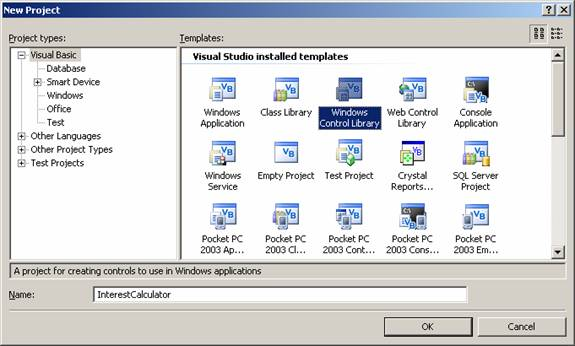 New Project
Project types:
Templates:
Visual Basic
Database
Smart Device
Windows
Office
Test
Other Languages
Other Project Types
Test Projects
Visual Studio installed templates
Windows
Application
Class Library
Windows
Control Library
Web Control
Library
Console
Application
Windows
Service
Empty Project
Test Project
Crystal
Reports...
SQL Server
Project
Pocket PC
2003 Ap...
Pocket PC
2003 Cl...
Pocket PC
2003 Cont...
Pocket PC
2003 Cons...
Pocket PC
2003 Em...
A project for creating controls to use in Windows applications
Name:
InterestCalculator
OK
Cancel